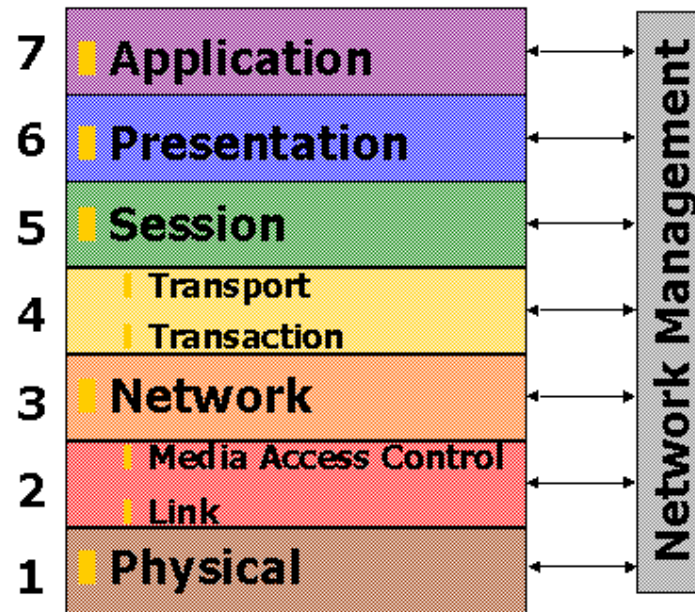 7 Application
6 Presentation
5 Session
4 Transport
Transaction
3 Network
2 Media Access Control
Link
1 Physical
Network Management